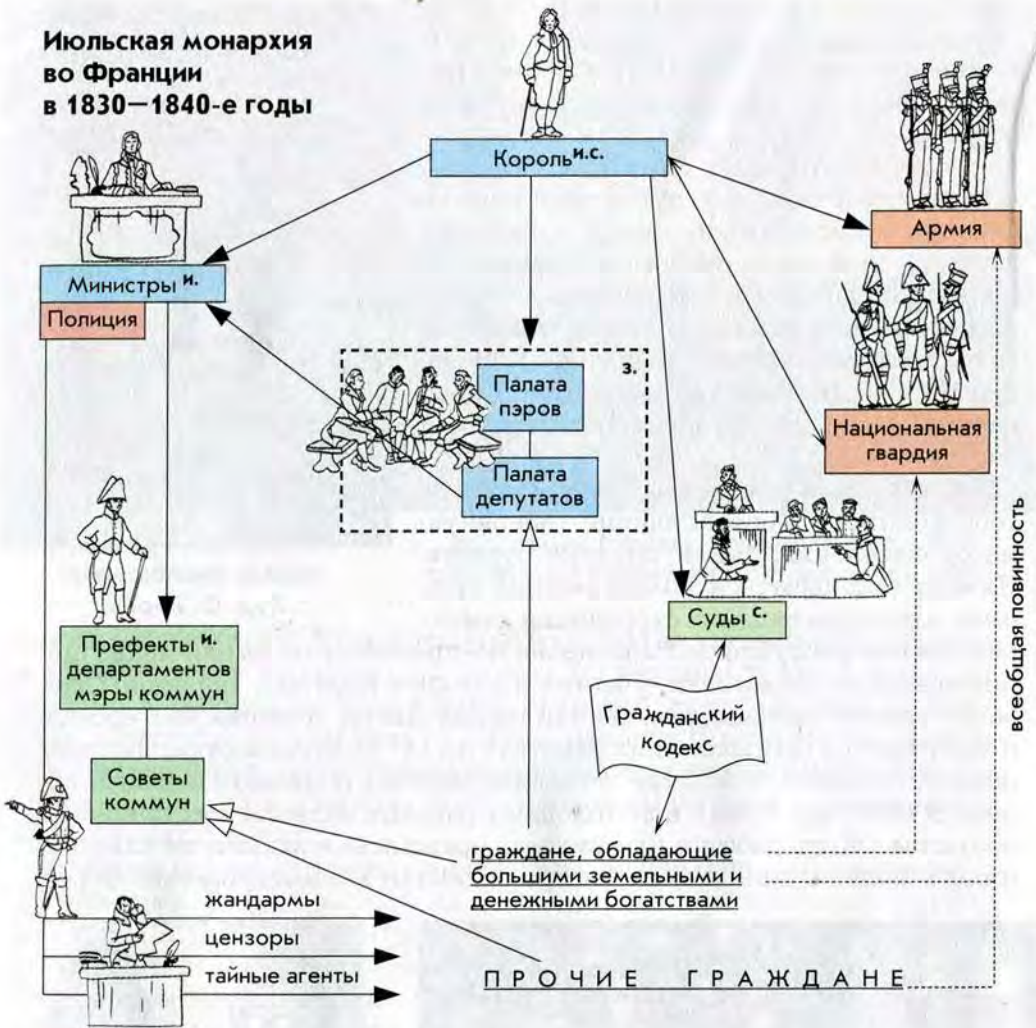 Июльская монархия
во Франции
в 1830—1840-е годы
Король и.с.
Армия
Министры и.
Полиция
Палата
пэров
з.
Палата
депутатов
Национальная
гвардия
всеобщая повинность
Суды с.
Префекты и.
департаментов
мэры коммун
Гражданский
кодекс
Советы
коммун
граждане, обладающие
большими земельными и
денежными богатствами
жандармы
цензоры
тайные агенты
ПРОЧИЕ ГРАЖДАНЕ